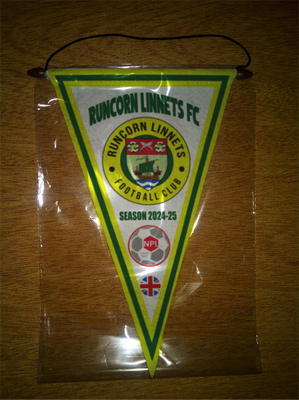 RUNCORN LINNETS FC
RUNCORN LINNETS
FOOTBALL CLUB
SEASON 2024-25
NPL